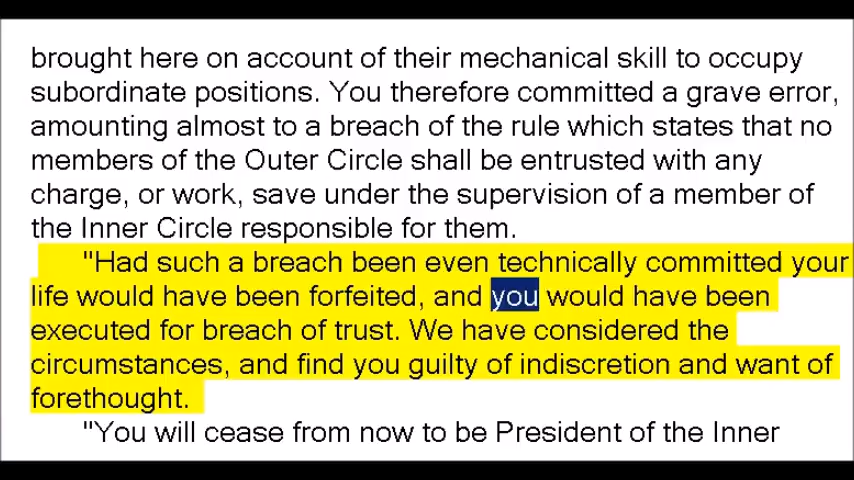 brought here on account of their mechanical skill to occupy
subordinate positions. You therefore committed a grave error,
amounting almost to a breach of the rule which states that no
members of the Outer Circle shall be entrusted with any
charge, or work, save under the supervision of a member of
the Inner Circle responsible for them.
"Had such a breach been even technically committed your
life would have been forfeited, and you would have been
executed for breach of trust. We have considered the
circumstances, and find you guilty of indiscretion and want of
forethought.
"You will cease from now to be President of the Inner